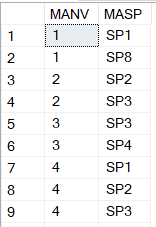 MANV MASP
1 1 SP1
2 1 SP8
3 2 SP2
4 2 SP3
5 3 SP3
6 3 SP4
7 4 SP1
8 4 SP2
9 4 SP3